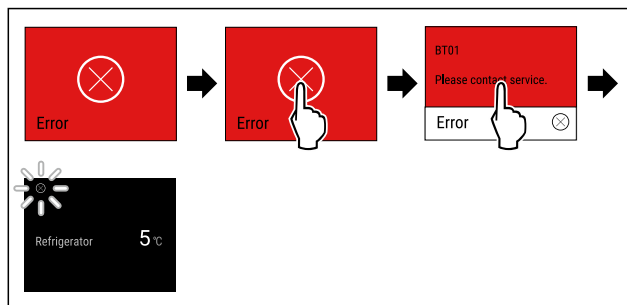 Error
Error
BT01
Please contact service.
Error
Refrigerator 5 °C